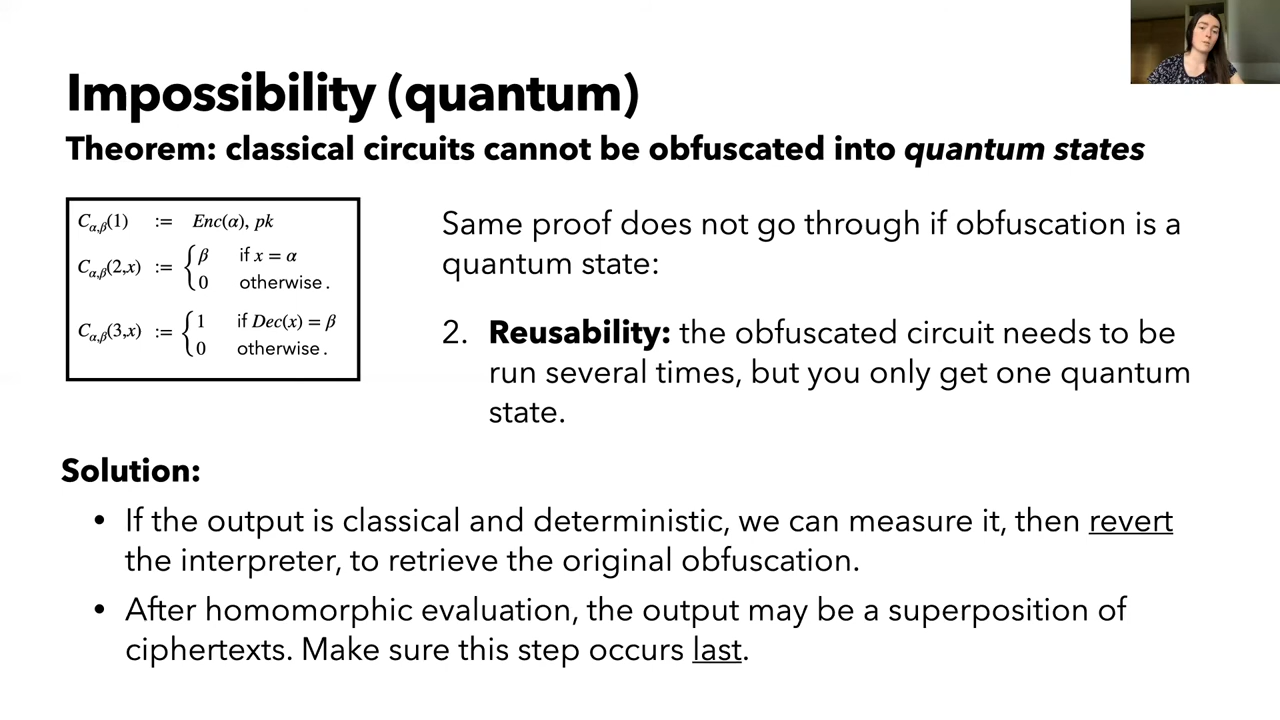 Impossibility (quantum)
Theorem: classical circuits cannot be obfuscated into quantum states
Cα,β(1) := Enc(α), pk
Cα,β(2,x) := { β if x = α
0 otherwise.
Cα,β(3,x) := { 1 if Dec(x) = β
0 otherwise.
Same proof does not go through if obfuscation is a
quantum state:
2. Reusability: the obfuscated circuit needs to be
run several times, but you only get one quantum
state.
Solution:
• If the output is classical and deterministic, we can measure it, then revert
the interpreter, to retrieve the original obfuscation.
• After homomorphic evaluation, the output may be a superposition of
ciphertexts. Make sure this step occurs last.